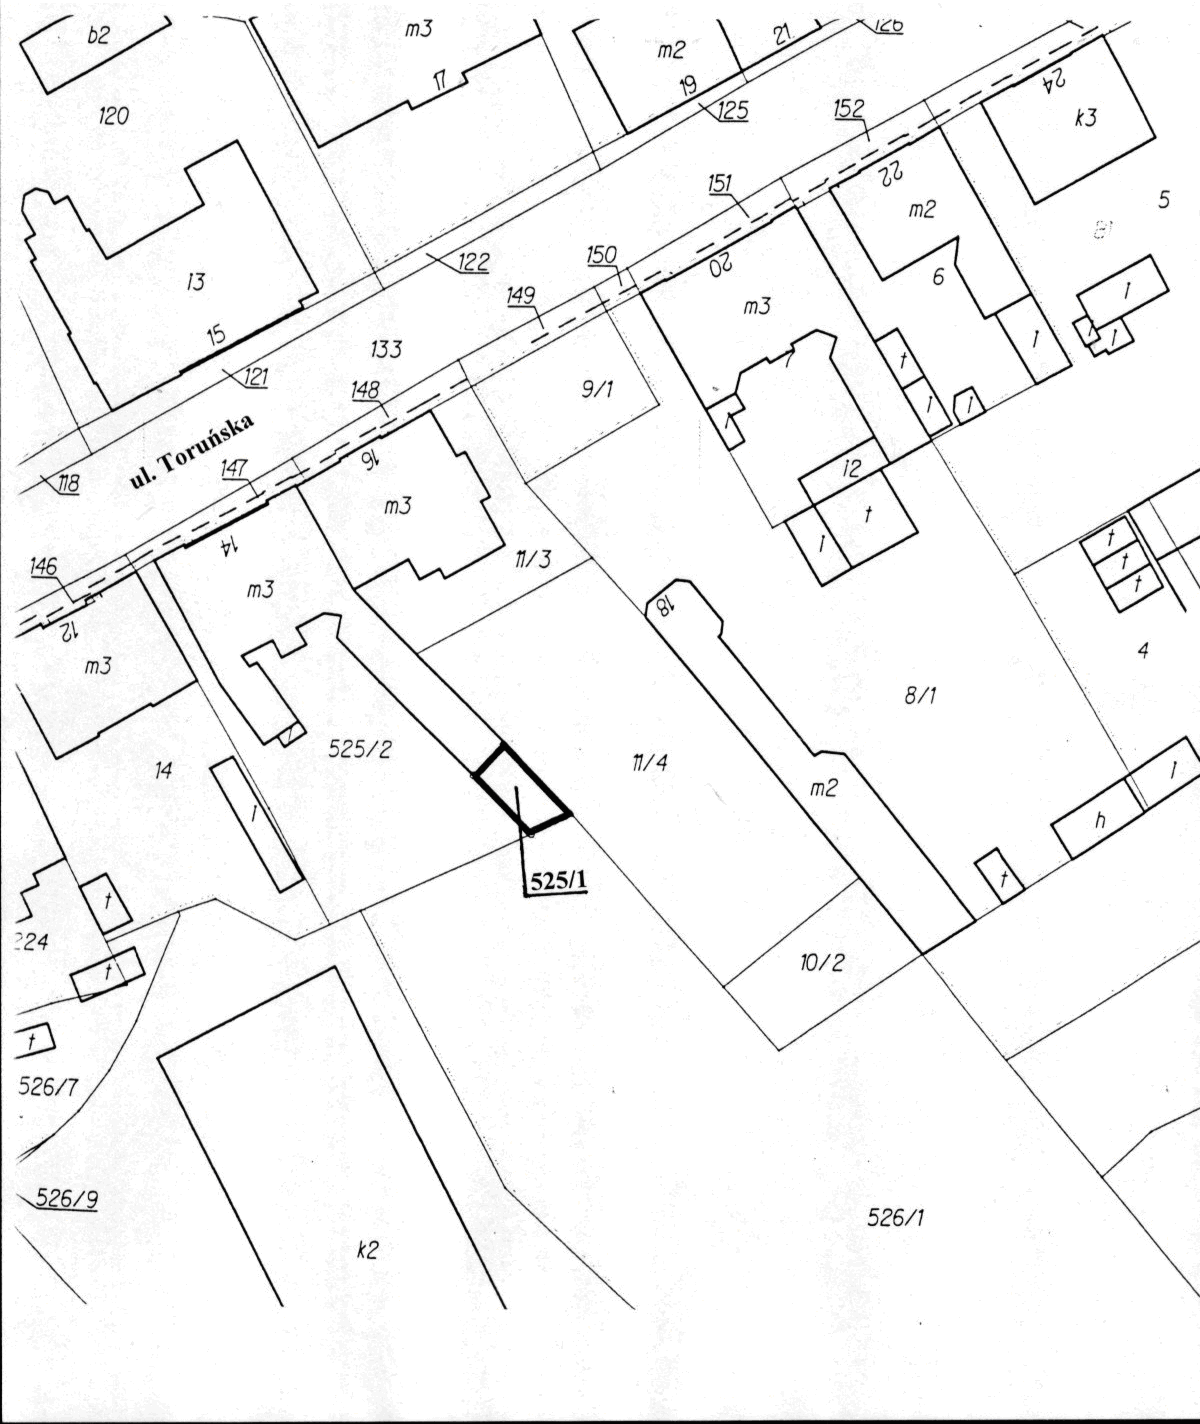 b2
m3
m2
21
126
24
17
19
125
152
k3
120
22
151
m2
5
i3
122
150
20
6
m3
l
149
15
133
l
l
t
l
9/1
121
148
l
l
ul. Toruńska
16
i2
118
147
m3
t
l
14
11/3
t
t
t
146
m3
18
12
m3
4
8/1
525/2
14
11/4
m2
l
l
h
525/1
t
t
224
10/2
t
t
526/7
526/9
526/1
k2